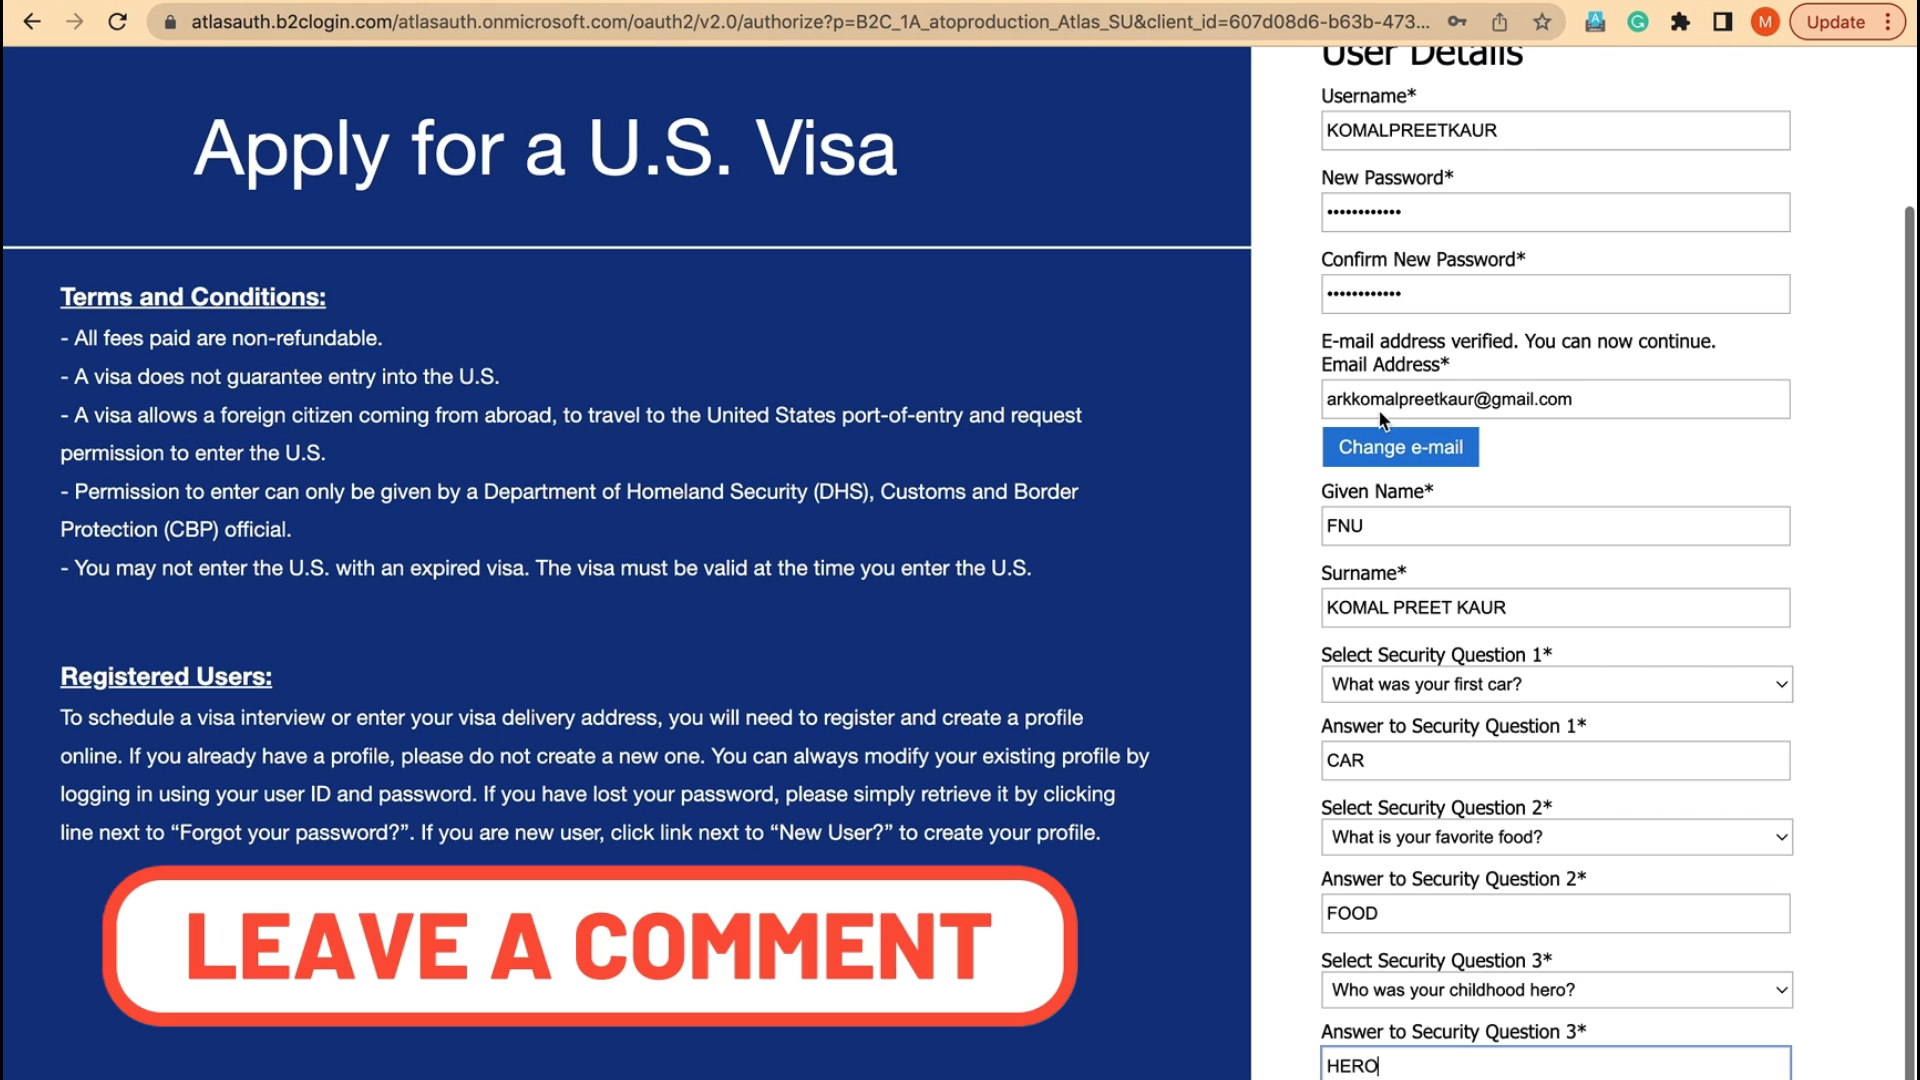 atlasauth.b2clogin.com/atlasauth.onmicrosoft.com/oauth2/v2.0/authorize?p=B2C_1A_atoproduction_Atlas_SU&client_id=607d08d6-b63b-473...
M
Update
Apply for a U.S. Visa
Terms and Conditions:
- All fees paid are non-refundable.
- A visa does not guarantee entry into the U.S.
- A visa allows a foreign citizen coming from abroad, to travel to the United States port-of-entry and request
permission to enter the U.S.
- Permission to enter can only be given by a Department of Homeland Security (DHS), Customs and Border
Protection (CBP) official.
- You may not enter the U.S. with an expired visa. The visa must be valid at the time you enter the U.S.
Registered Users:
To schedule a visa interview or enter your visa delivery address, you will need to register and create a profile
online. If you already have a profile, please do not create a new one. You can always modify your existing profile by
logging in using your user ID and password. If you have lost your password, please simply retrieve it by clicking
line next to “Forgot your password?”. If you are new user, click link next to “New User?” to create your profile.
LEAVE A COMMENT
User Details
Username*
KOMALPREETKAUR
New Password*
••••••••••••
Confirm New Password*
••••••••••••
E-mail address verified. You can now continue.
Email Address*
arkkomalpreetkaur@gmail.com
Change e-mail
Given Name*
FNU
Surname*
KOMAL PREET KAUR
Select Security Question 1*
What was your first car?
Answer to Security Question 1*
CAR
Select Security Question 2*
What is your favorite food?
Answer to Security Question 2*
FOOD
Select Security Question 3*
Who was your childhood hero?
Answer to Security Question 3*
HERO